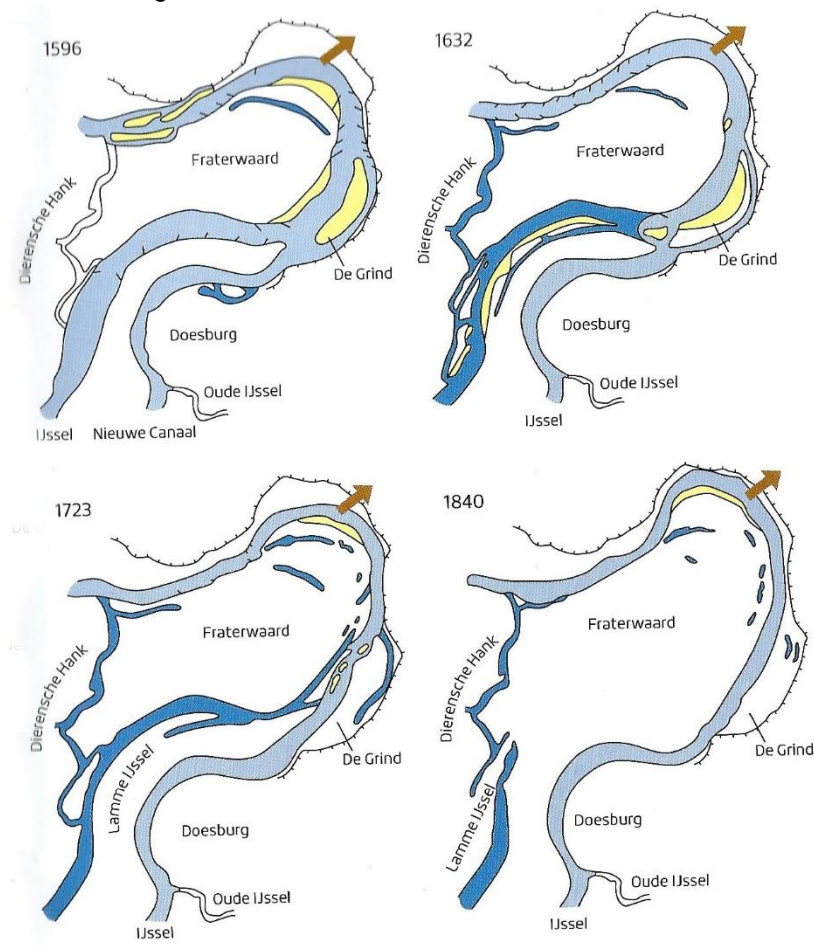 1596
Dierensche Hank
Fraterwaard
De Grind
Doesburg
Oude IJssel
IJssel
Nieuwe Canaal
1632
Dierensche Hank
Fraterwaard
De Grind
Doesburg
Oude IJssel
IJssel
1723
Dierensche Hank
Fraterwaard
De Grind
Lamme IJssel
Doesburg
Oude IJssel
IJssel
1840
Dierensche Hank
Fraterwaard
De Grind
Lamme IJssel
Doesburg
Oude IJssel
IJssel